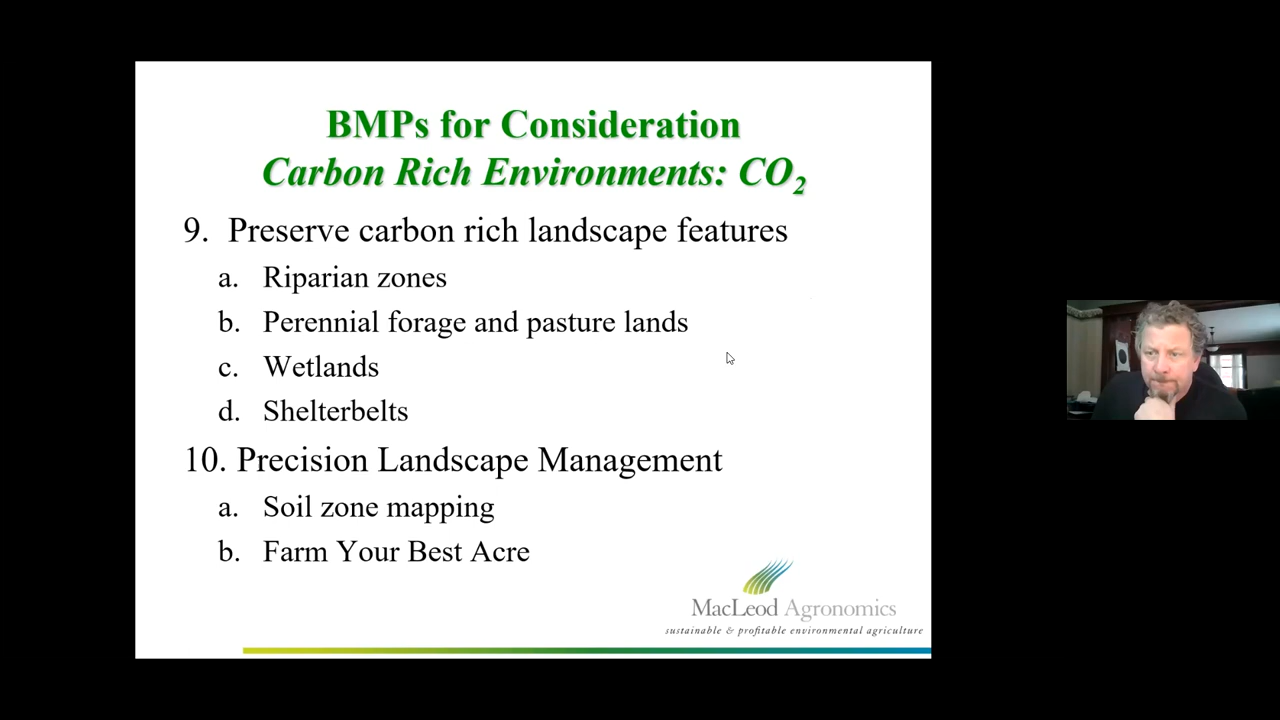 BMPs for Consideration
Carbon Rich Environments: CO₂
9. Preserve carbon rich landscape features
a. Riparian zones
b. Perennial forage and pasture lands
c. Wetlands
d. Shelterbelts
10. Precision Landscape Management
a. Soil zone mapping
b. Farm Your Best Acre
MacLeod Agronomics
sustainable & profitable environmental agriculture